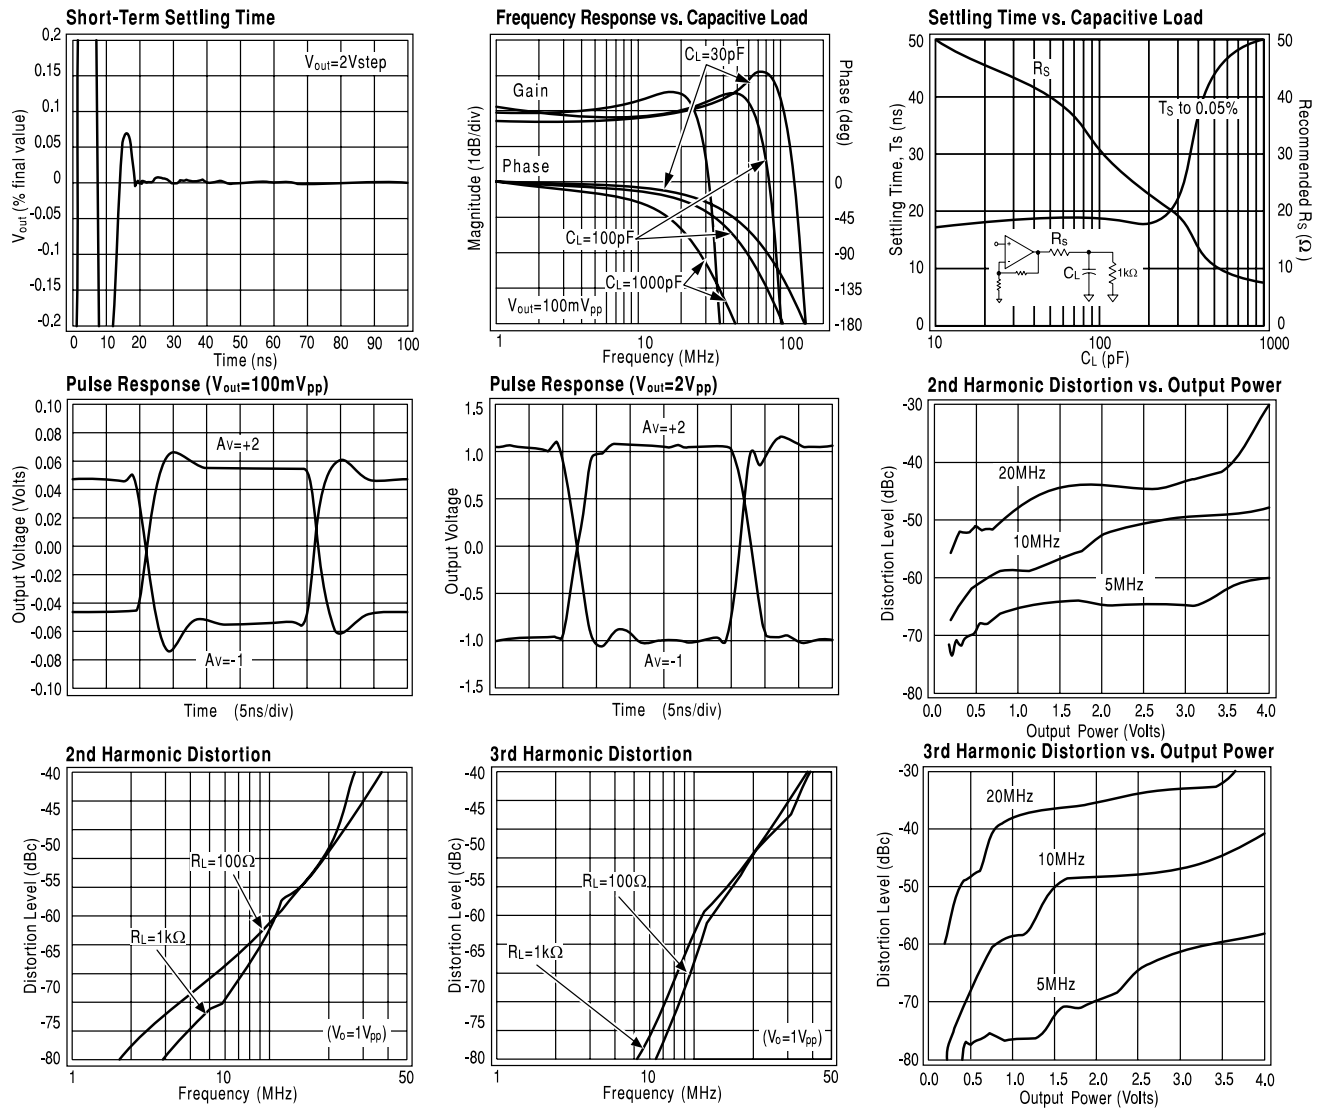 Short-Term Settling Time
0.2
0.15
0.1
0.05
0
-0.05
-0.1
-0.15
-0.2
Vout (% final value)
Vout=2Vstep
0 10 20 30 40 50 60 70 80 90 100
Time (ns)
Frequency Response vs. Capacitive Load
Magnitude (1dB/div)
Gain
Phase
CL=30pF
CL=100pF
CL=1000pF
Vout=100mVpp
Phase (deg)
0
-45
-90
-135
-180
1 10 100
Frequency (MHz)
Settling Time vs. Capacitive Load
50
40
30
20
10
0
Settling Time, Ts (ns)
RS
TS to 0.05%
+
-
RS
CL
1kΩ
50
40
30
20
10
0
Recommended RS (Ω)
10 100 1000
CL (pF)
Pulse Response (Vout=100mVpp)
0.10
0.08
0.06
0.04
0.02
0.00
-0.02
-0.04
-0.06
-0.08
-0.10
Output Voltage (Volts)
AV=+2
AV=-1
Time (5ns/div)
Pulse Response (Vout=2Vpp)
1.5
1.0
0.5
0.0
-0.5
-1.0
-1.5
Output Voltage
AV=+2
AV=-1
Time (5ns/div)
2nd Harmonic Distortion vs. Output Power
-30
-40
-50
-60
-70
-80
Distortion Level (dBc)
20MHz
10MHz
5MHz
0.0 0.5 1.0 1.5 2.0 2.5 3.0 3.5 4.0
Output Power (Volts)
2nd Harmonic Distortion
-40
-45
-50
-55
-60
-65
-70
-75
-80
Distortion Level (dBc)
RL=100Ω
RL=1kΩ
(Vo=1Vpp)
1 10 50
Frequency (MHz)
3rd Harmonic Distortion
-40
-45
-50
-55
-60
-65
-70
-75
-80
Distortion Level (dBc)
RL=100Ω
RL=1kΩ
(Vo=1Vpp)
1 10 50
Frequency (MHz)
3rd Harmonic Distortion vs. Output Power
-30
-40
-50
-60
-70
-80
Distortion Level (dBc)
20MHz
10MHz
5MHz
0.0 0.5 1.0 1.5 2.0 2.5 3.0 3.5 4.0
Output Power (Volts)